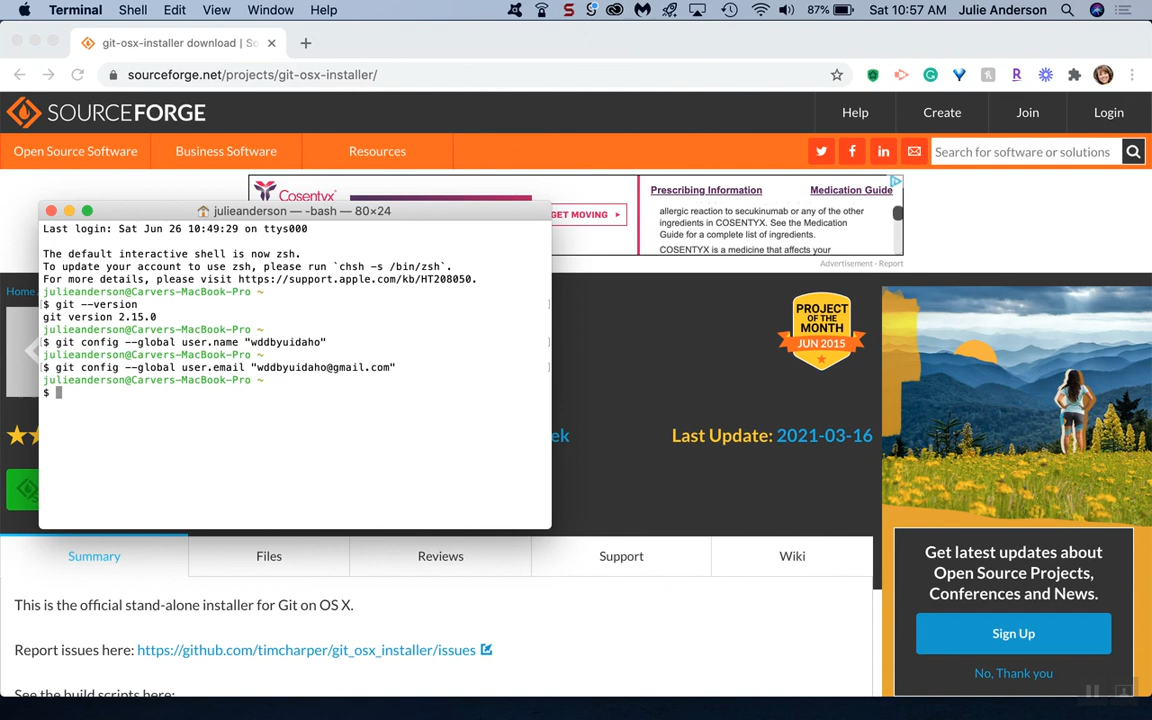 Terminal Shell Edit View Window Help 87% Sat 10:57 AM Julie Anderson
git-osx-installer download | So
sourceforge.net/projects/git-osx-installer/
SOURCEFORGE Help Create Join Login
Open Source Software Business Software Resources Search for software or solutions
Cosentyx
GET MOVING
Prescribing Information Medication Guide
allergic reaction to secukinumab or any of the other
ingredients in COSENTYX. See the Medication
Guide for a complete list of ingredients.
COSENTYX is a medicine that affects your
Advertisement - Report
julieanderson — -bash — 80×24
Last login: Sat Jun 26 10:49:29 on ttys000
The default interactive shell is now zsh.
To update your account to use zsh, please run `chsh -s /bin/zsh`.
For more details, please visit https://support.apple.com/kb/HT208050.
julieanderson@Carvers-MacBook-Pro ~
$ git --version
git version 2.15.0
julieanderson@Carvers-MacBook-Pro ~
$ git config --global user.name "wddbyuidaho"
julieanderson@Carvers-MacBook-Pro ~
$ git config --global user.email "wddbyuidaho@gmail.com"
julieanderson@Carvers-MacBook-Pro ~
$
Home
PROJECT
OF THE
MONTH
JUN 2015
ek
Last Update: 2021-03-16
Summary Files Reviews Support Wiki
This is the official stand-alone installer for Git on OS X.
Report issues here: https://github.com/timcharper/git_osx_installer/issues
See the build scripts here:
Get latest updates about
Open Source Projects,
Conferences and News.
Sign Up
No, Thank you